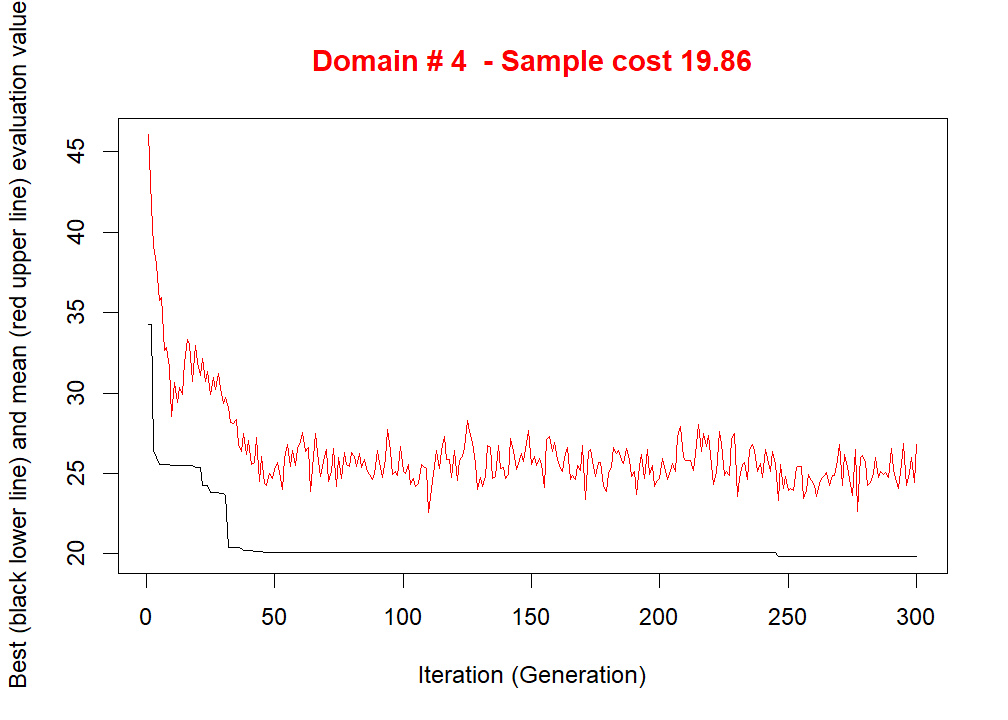 Domain # 4 - Sample cost 19.86
Best (black lower line) and mean (red upper line) evaluation value
45
40
35
30
25
20
0 50 100 150 200 250 300
Iteration (Generation)